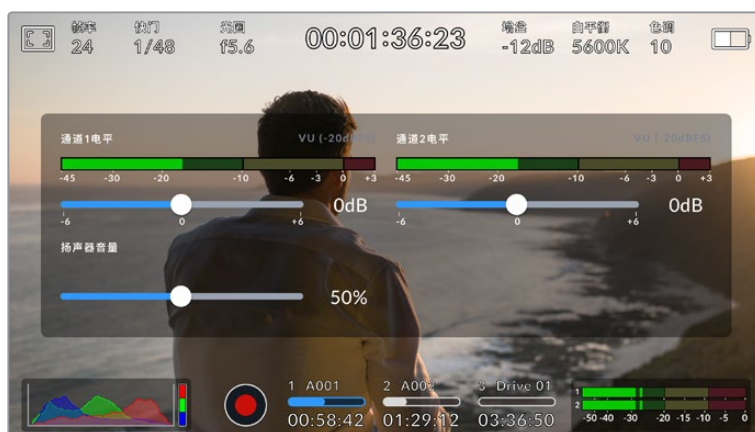 帧率 快门 光圈 00:01:36:23 增益 白平衡 色调
24 1/48 f5.6 -12dB 5600K 10
通道1电平 VU (-20dBFS) 通道2电平 VU (-20dBFS)
-45 -30 -20 -10 -6 -3 0 +3 -45 -30 -20 -10 -6 -3 0 +3
0dB 0dB
-6 0 +6 -6 0 +6
扬声器音量
50%
1 A001 2 A002 3 Drive 01
00:58:42 01:29:12 03:36:50
1
2
-50 -40 -30 -20 -15 -10 -5 0